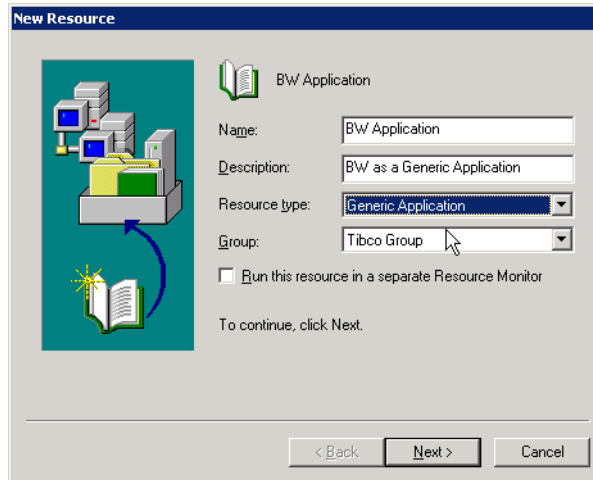 New Resource
BW Application
Name: BW Application
Description: BW as a Generic Application
Resource type: Generic Application
Group: Tibco Group
Run this resource in a separate Resource Monitor
To continue, click Next.
< Back Next > Cancel